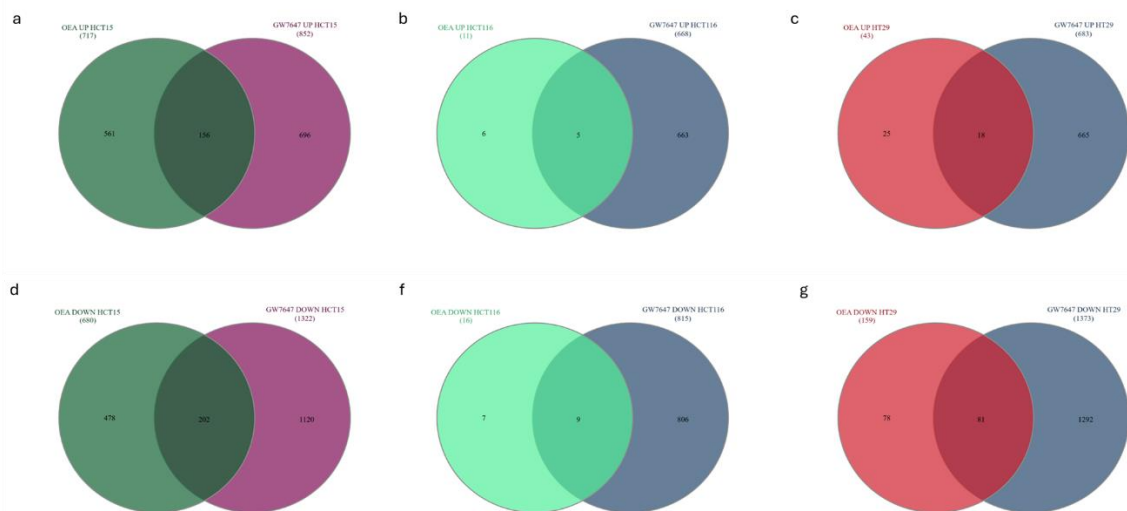 a
OEA UP HCT15
(717)
GW7647 UP HCT15
(852)
561
156
696
b
OEA UP HCT116
(11)
GW7647 UP HCT116
(668)
6
5
663
c
OEA UP HT29
(43)
GW7647 UP HT29
(683)
25
18
665
d
OEA DOWN HCT15
(680)
GW7647 DOWN HCT15
(1322)
478
202
1120
f
OEA DOWN HCT116
(16)
GW7647 DOWN HCT116
(815)
7
9
806
g
OEA DOWN HT29
(159)
GW7647 DOWN HT29
(1373)
78
81
1292